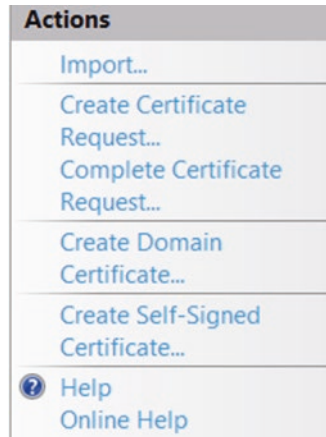 Actions
Import...
Create Certificate
Request...
Complete Certificate
Request...
Create Domain
Certificate...
Create Self-Signed
Certificate...
Help
Online Help